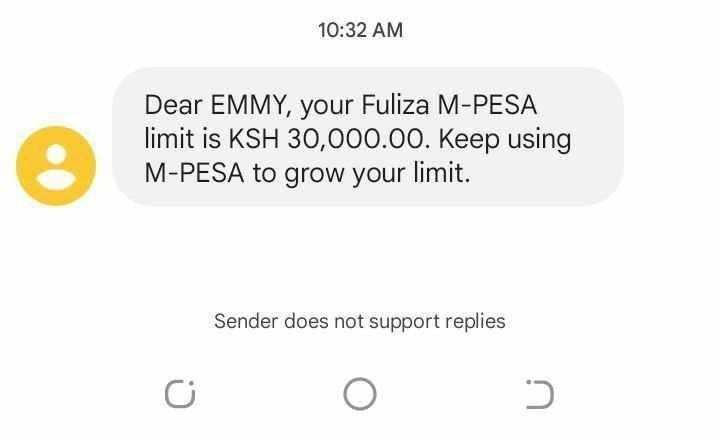 10:32 AM
Dear EMMY, your Fuliza M-PESA
limit is KSH 30,000.00. Keep using
M-PESA to grow your limit.
Sender does not support replies